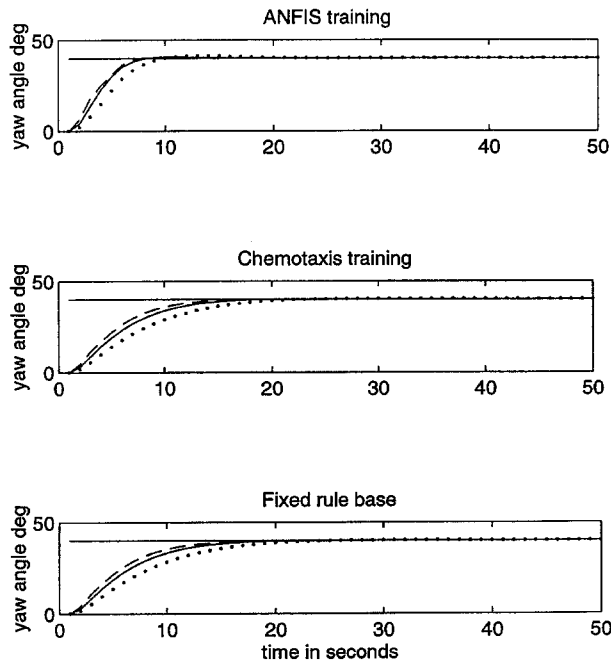 ANFIS training
yaw angle deg
50
0
0 10 20 30 40 50
Chemotaxis training
yaw angle deg
50
0
0 10 20 30 40 50
Fixed rule base
yaw angle deg
50
0
0 10 20 30 40 50
time in seconds